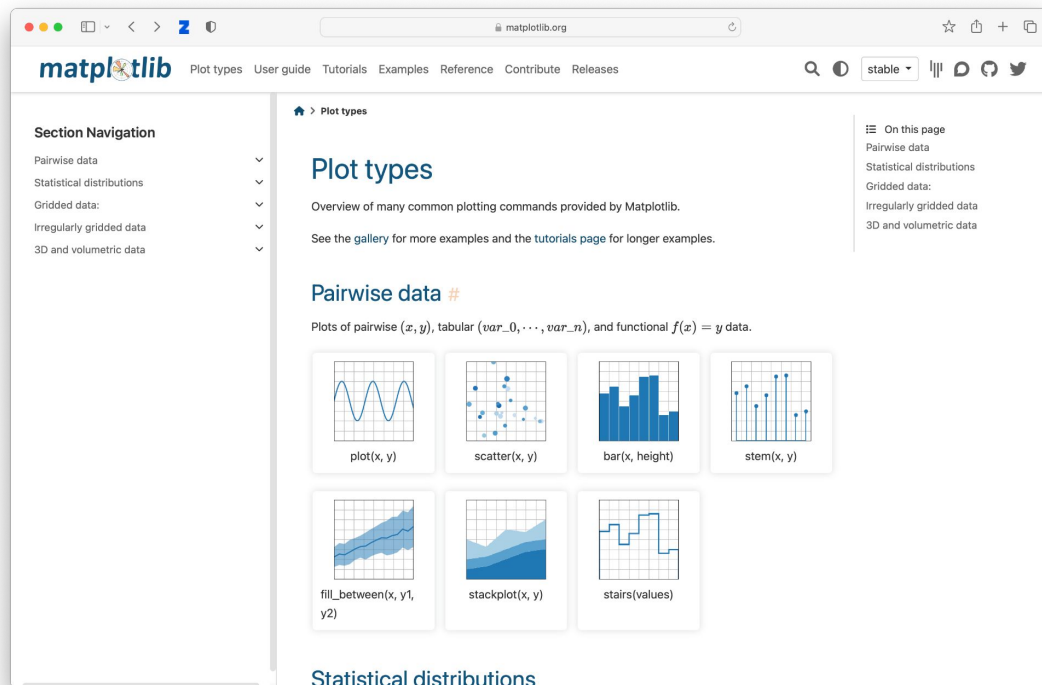 matplotlib.org
matplotlib Plot types User guide Tutorials Examples Reference Contribute Releases stable
Section Navigation
Pairwise data
Statistical distributions
Gridded data:
Irregularly gridded data
3D and volumetric data
> Plot types
Plot types
Overview of many common plotting commands provided by Matplotlib.
See the gallery for more examples and the tutorials page for longer examples.
Pairwise data #
Plots of pairwise (x, y), tabular (var_0, ⋯, var_n), and functional f(x) = y data.
plot(x, y)
scatter(x, y)
bar(x, height)
stem(x, y)
fill_between(x, y1,
y2)
stackplot(x, y)
stairs(values)
Statistical distributions
On this page
Pairwise data
Statistical distributions
Gridded data:
Irregularly gridded data
3D and volumetric data